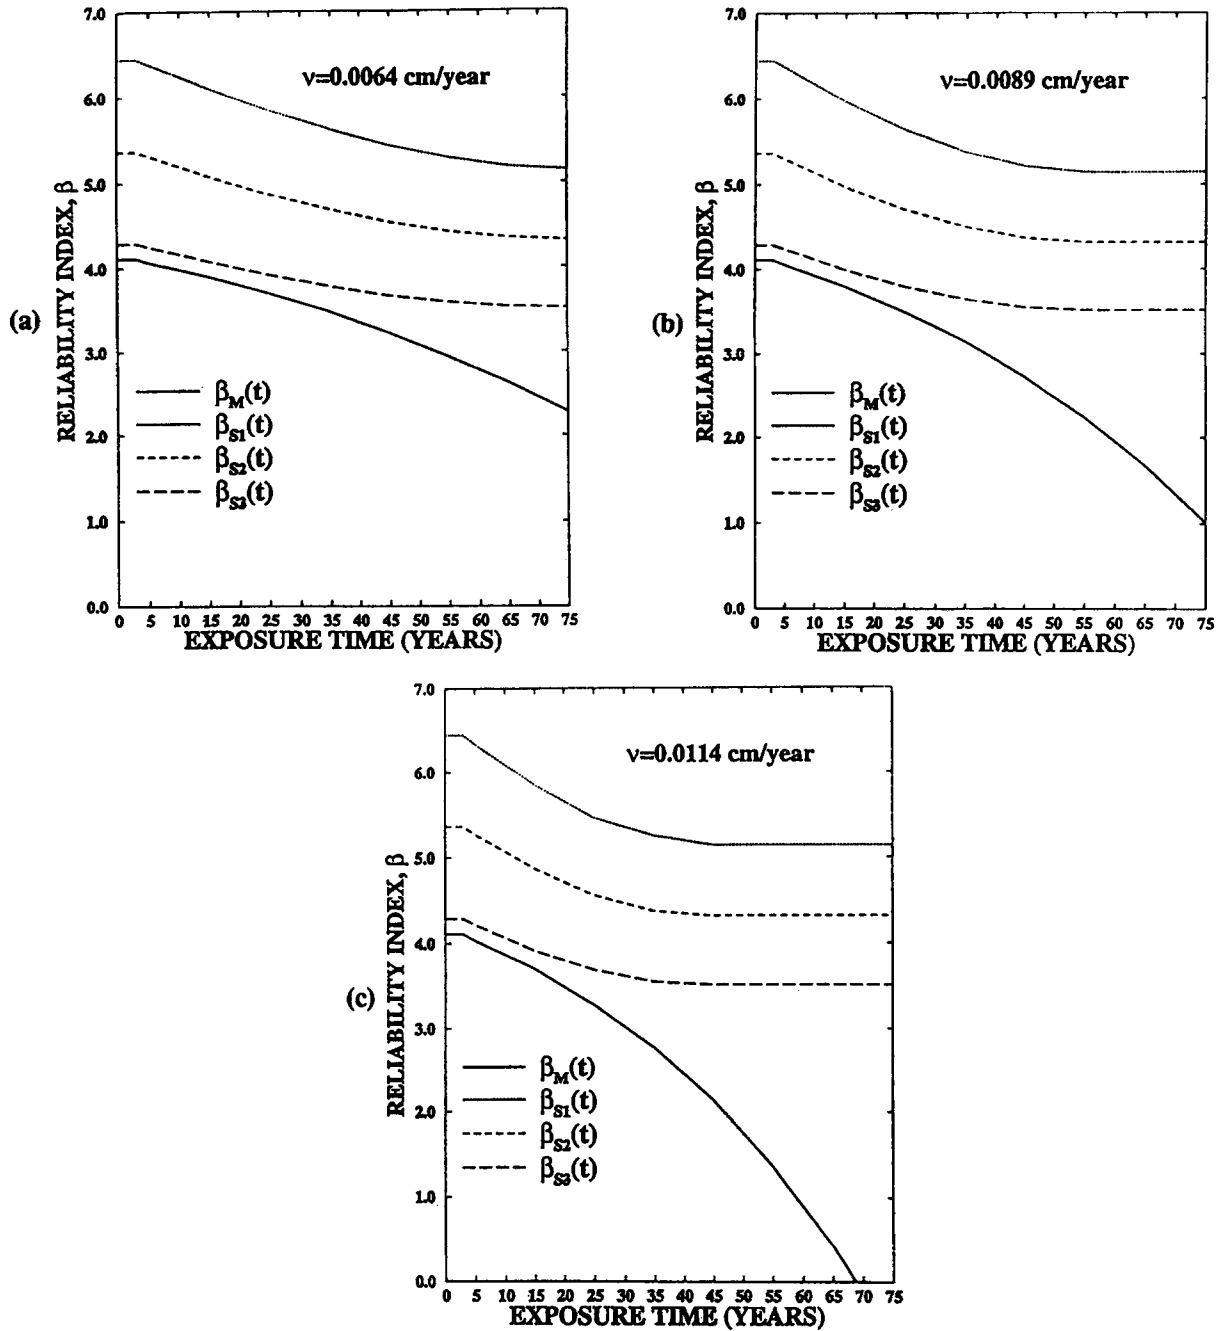 (a)
RELIABILITY INDEX, β
7.0
6.0
5.0
4.0
3.0
2.0
1.0
0.0
ν=0.0064 cm/year
β_M(t)
β_S1(t)
β_S2(t)
β_S3(t)
0 5 10 15 20 25 30 35 40 45 50 55 60 65 70 75
EXPOSURE TIME (YEARS)
(b)
RELIABILITY INDEX, β
7.0
6.0
5.0
4.0
3.0
2.0
1.0
0.0
ν=0.0089 cm/year
β_M(t)
β_S1(t)
β_S2(t)
β_S3(t)
0 5 10 15 20 25 30 35 40 45 50 55 60 65 70 75
EXPOSURE TIME (YEARS)
(c)
RELIABILITY INDEX, β
7.0
6.0
5.0
4.0
3.0
2.0
1.0
0.0
ν=0.0114 cm/year
β_M(t)
β_S1(t)
β_S2(t)
β_S3(t)
0 5 10 15 20 25 30 35 40 45 50 55 60 65 70 75
EXPOSURE TIME (YEARS)